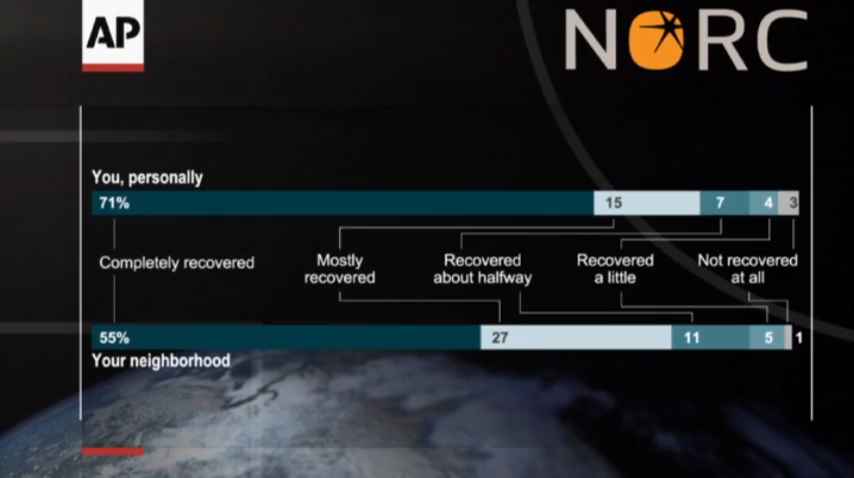 AP
NORC
You, personally
71% 15 7 4 3
Completely recovered
Mostly
recovered
Recovered
about halfway
Recovered
a little
Not recovered
at all
55% 27 11 5 1
Your neighborhood